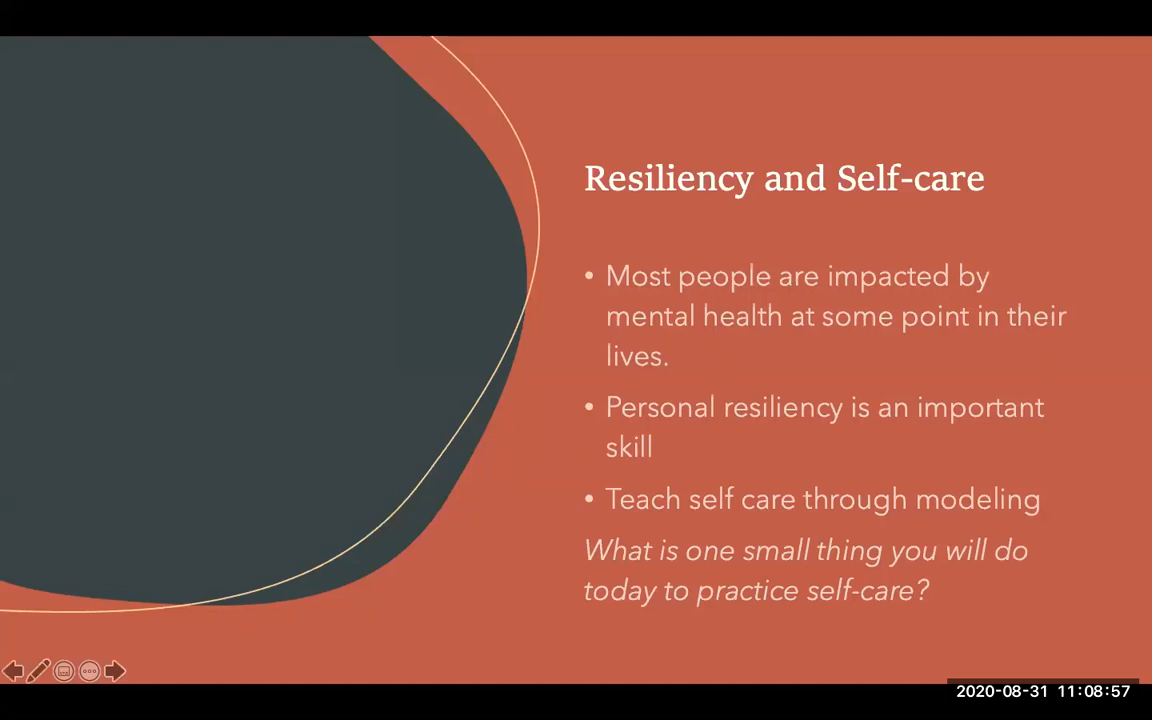 Resiliency and Self-care
• Most people are impacted by
mental health at some point in their
lives.
• Personal resiliency is an important
skill
• Teach self care through modeling
What is one small thing you will do
today to practice self-care?
2020-08-31 11:08:57